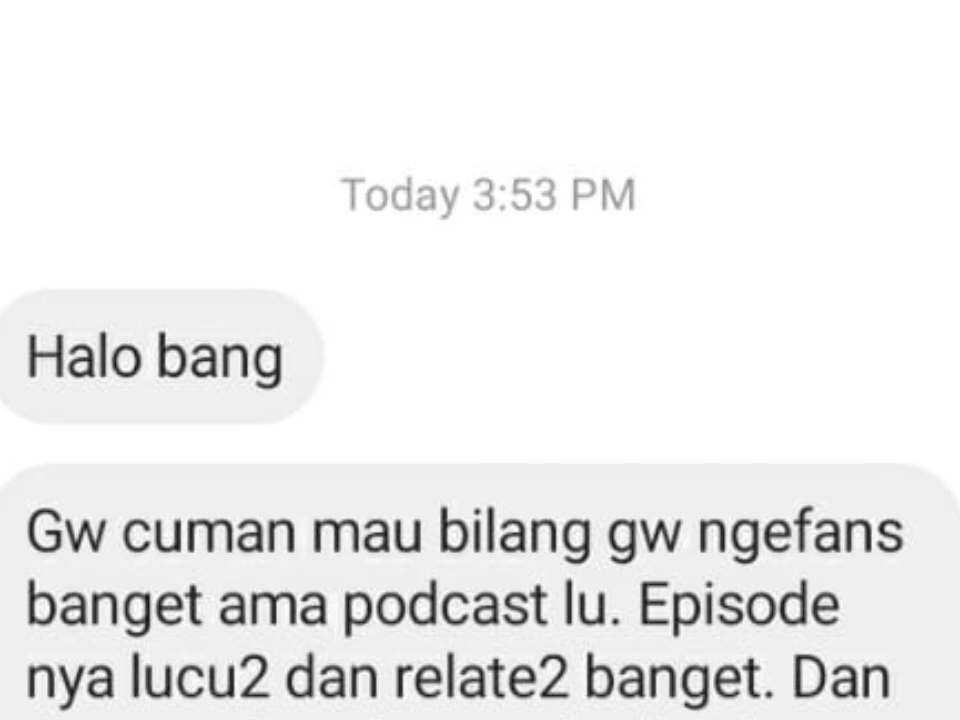 Today 3:53 PM
Halo bang
Gw cuman mau bilang gw ngefans
banget ama podcast lu. Episode
nya lucu2 dan relate2 banget. Dan